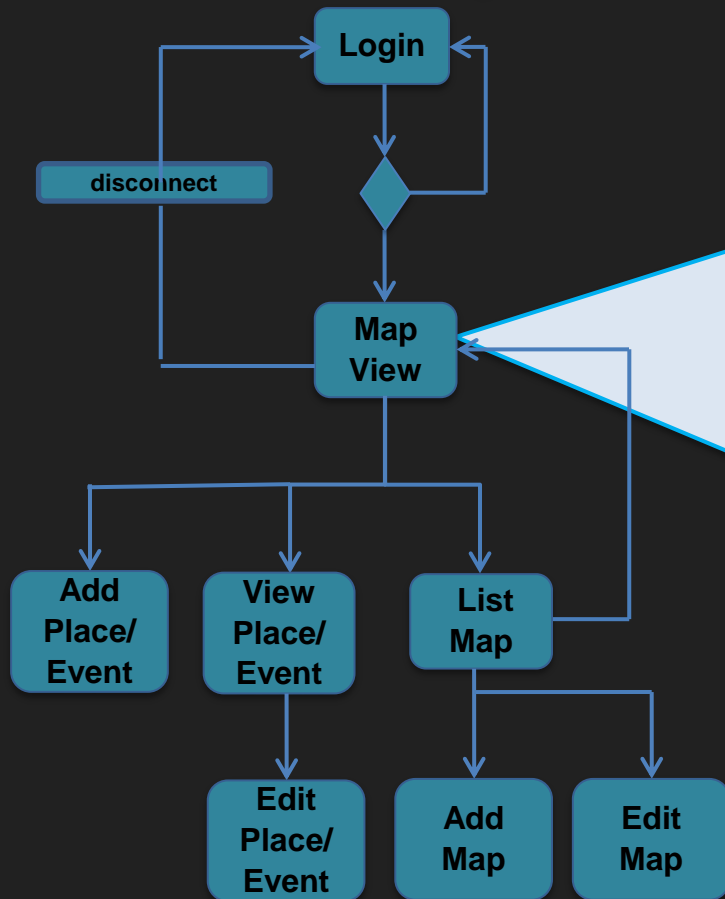 Login
disconnect
Map
View
Add
Place/
Event
View
Place/
Event
List
Map
Edit
Place/
Event
Add
Map
Edit
Map